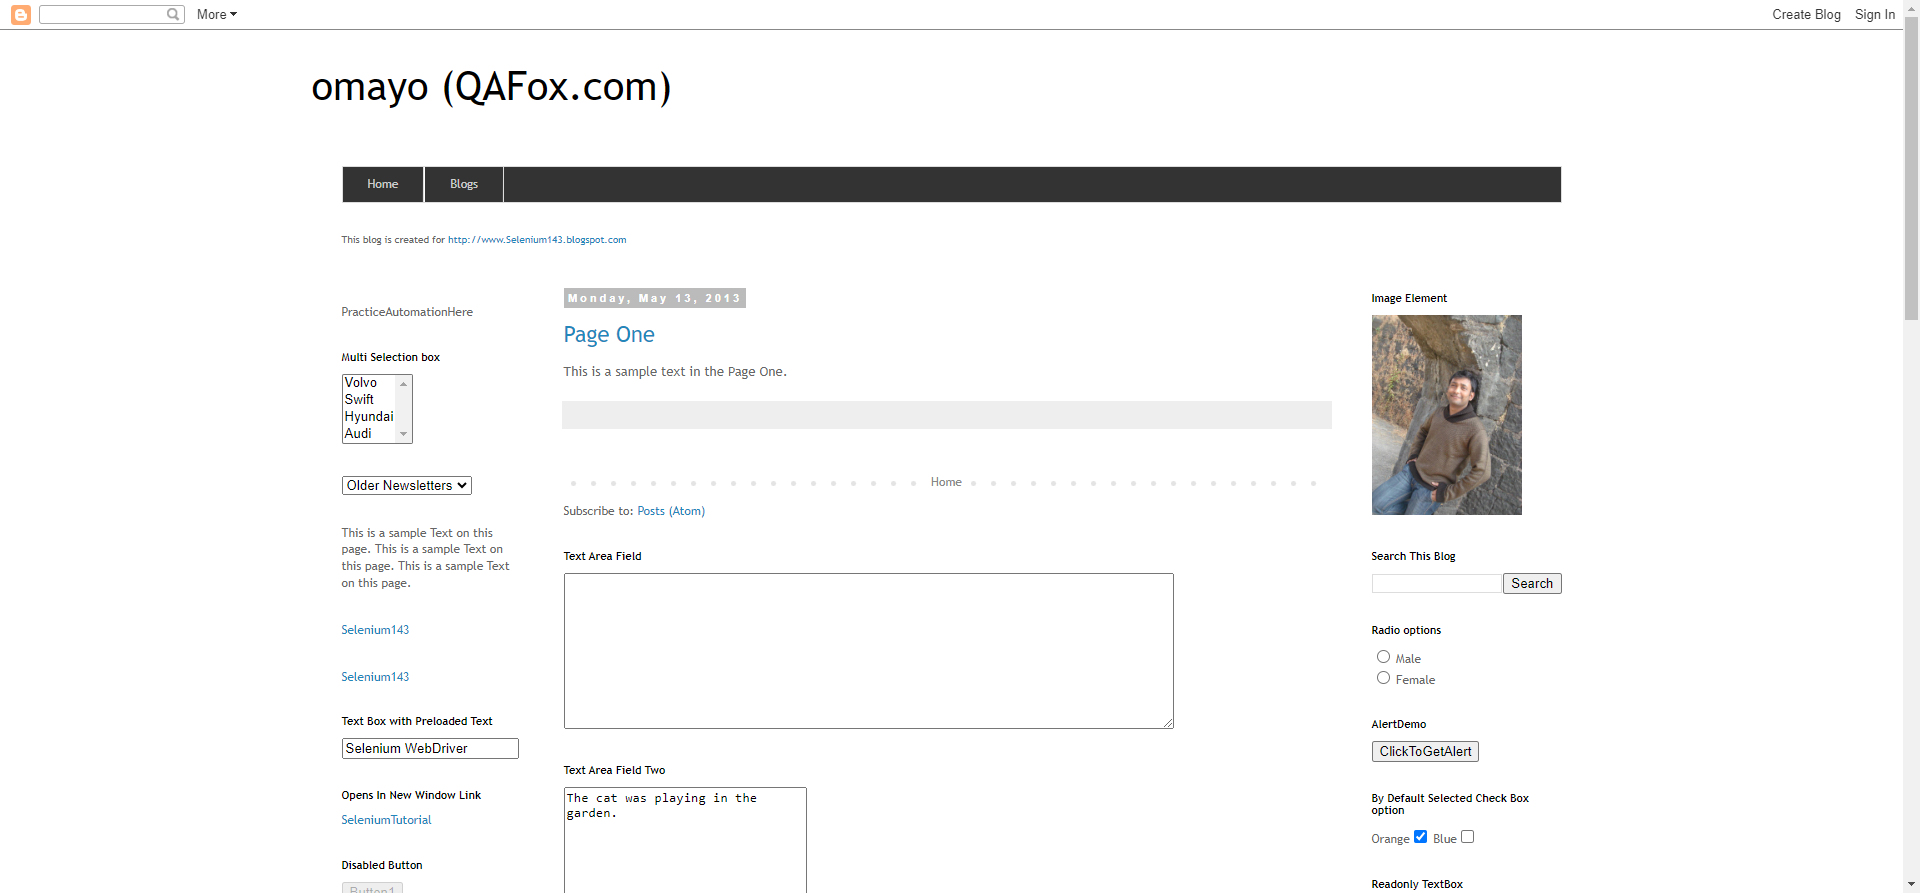 More
Create Blog
Sign In
omayo (QAFox.com)
Home
Blogs
This blog is created for http://www.Selenium143.blogspot.com
PracticeAutomationHere
Multi Selection box
Volvo
Swift
Hyundai
Audi
Older Newsletters
This is a sample Text on this
page. This is a sample Text on
this page. This is a sample Text
on this page.
Selenium143
Selenium143
Text Box with Preloaded Text
Selenium WebDriver
Opens In New Window Link
SeleniumTutorial
Disabled Button
Button1
Monday, May 13, 2013
Page One
This is a sample text in the Page One.
Home
Subscribe to: Posts (Atom)
Text Area Field
Text Area Field Two
The cat was playing in the
garden.
Image Element
Search This Blog
Search
Radio options
Male
Female
AlertDemo
ClickToGetAlert
By Default Selected Check Box
option
Orange Blue
Readonly TextBox